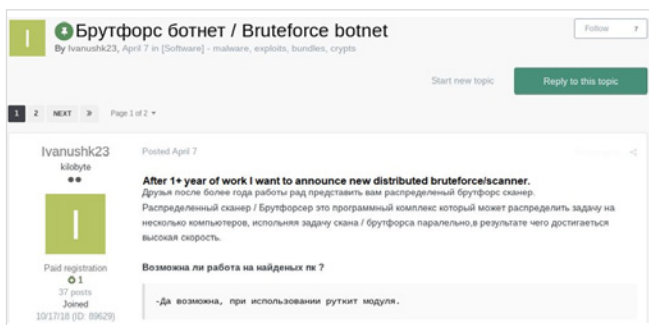 I
Брутфорс ботнет / Bruteforce botnet
Follow 7
By Ivanushk23, April 7 in [Software] - malware, exploits, bundles, crypts
Start new topic
Reply to this topic
1 2 NEXT » Page 1 of 2
Ivanushk23
kilobyte
I
Paid registration
1
37 posts
Joined
10/17/18 (ID: 89629)
Posted April 7
After 1+ year of work I want to announce new distributed bruteforce/scanner.
Друзья после более года работы рад представить вам распределеный брутфорс сканер.
Распределенный сканер / Брутфорсер это программный комплекс который может распределить задачу на
несколько компьютеров, испольняя задачу скана / брутфорса паралельно,в результате чего достигаеться
высокая скорость.
Возможна ли работа на найденых пк ?
-Да возможна, при использовании руткит модуля.